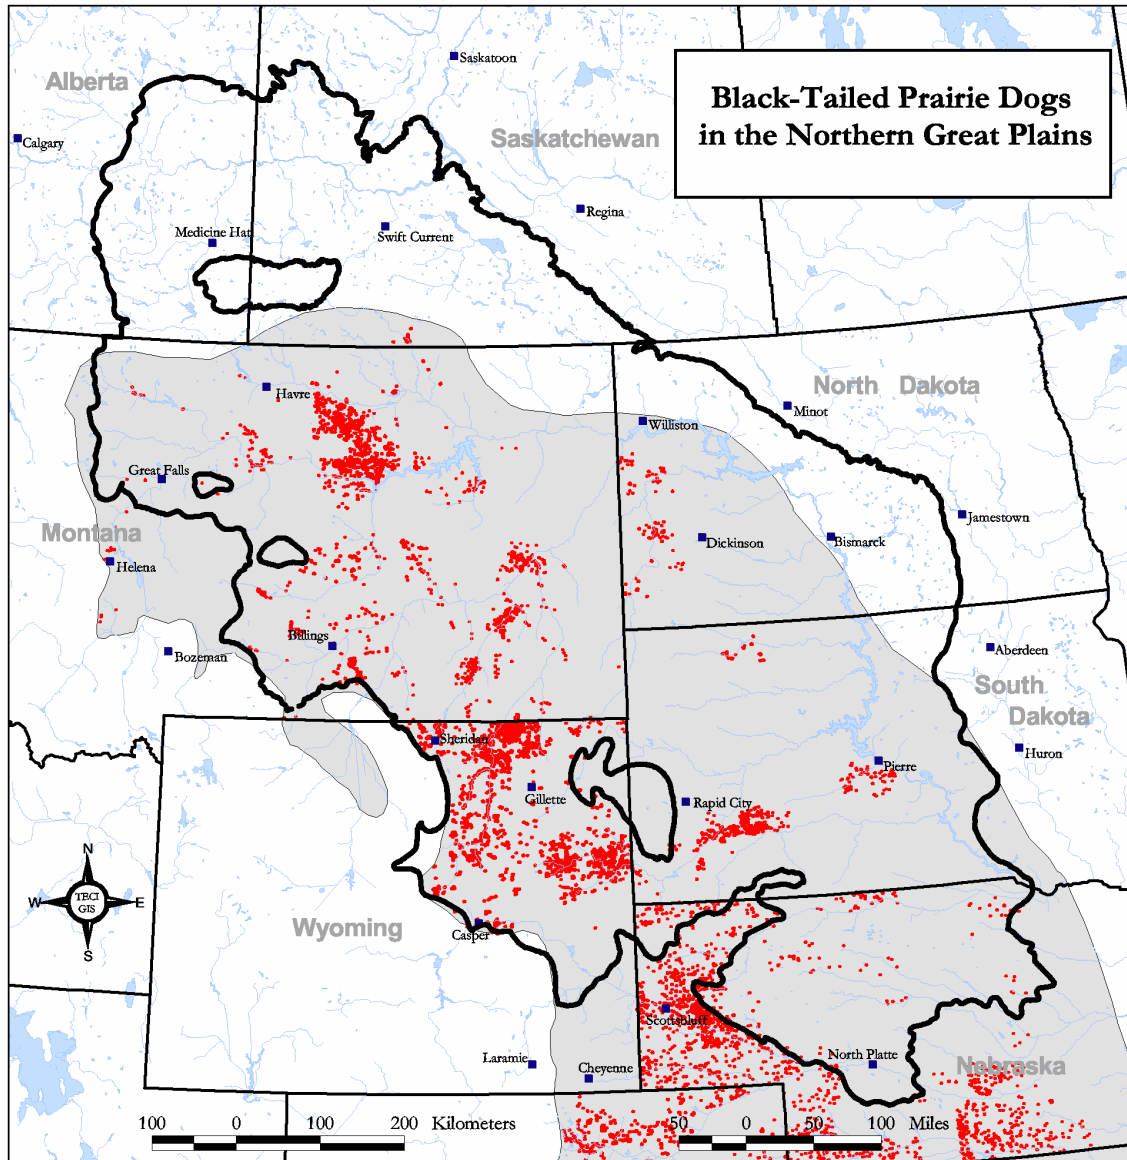 Saskatoon
Alberta
Black-Tailed Prairie Dogs
in the Northern Great Plains
Calgary
Saskatchewan
Regina
Medicine Hat
Swift Current
North Dakota
Havre
Minot
Williston
Great Falls
Jamestown
Montana
Dickinson
Bismarck
Helena
Billings
Bozeman
Aberdeen
South
Dakota
Sheridan
Huron
Pierre
Gillette
Rapid City
N
TECI
W
E
GIS
S
Wyoming
Casper
Scottsbluff
Laramie
North Platte
Cheyenne
Nebraska
100 0 100 200 Kilometers
50 0 50 100 Miles